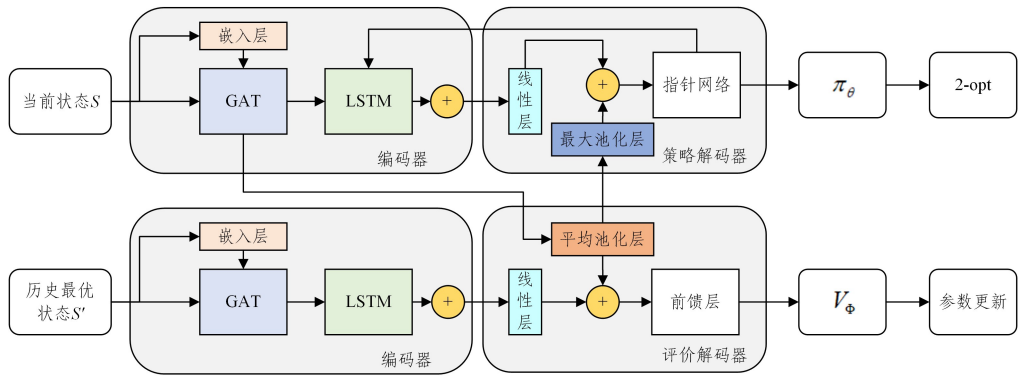 当前状态S
嵌入层
GAT
LSTM
+
编码器
线
性
层
+
指针网络
最大池化层
策略解码器
πθ
2-opt
历史最优
状态S′
嵌入层
GAT
LSTM
+
编码器
平均池化层
线
性
层
+
前馈层
评价解码器
VΦ
参数更新